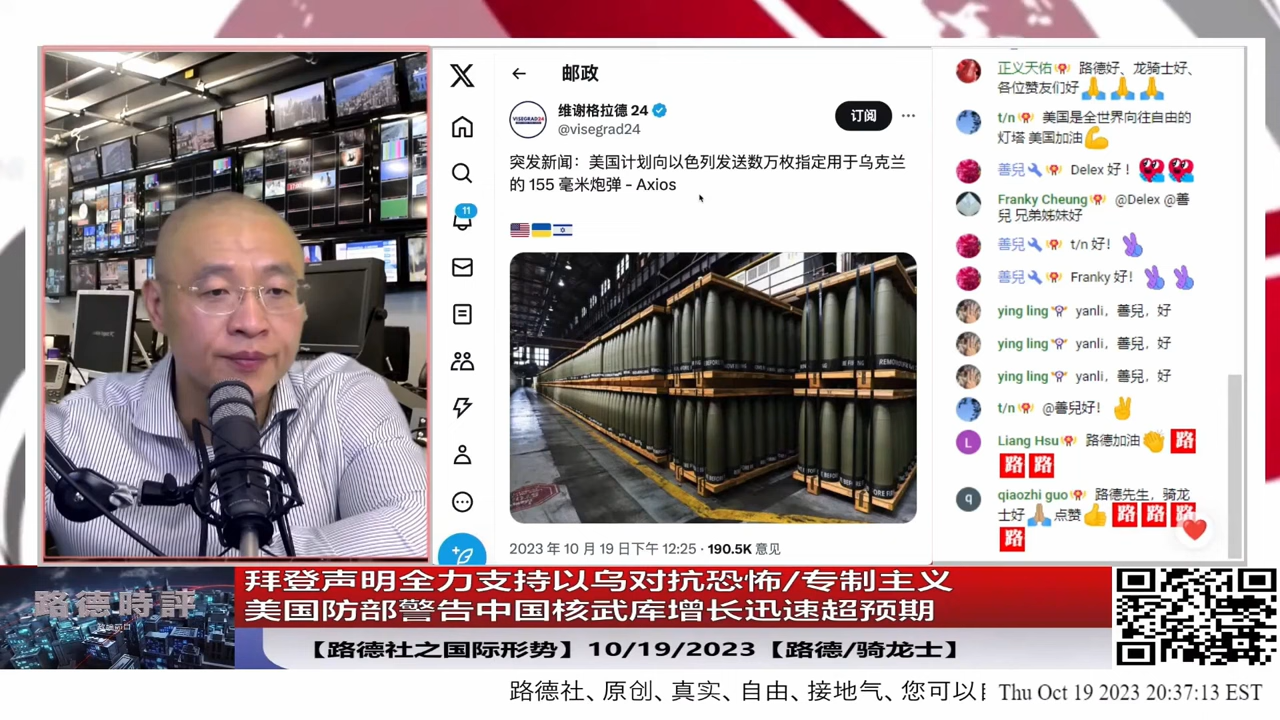 邮政
维谢格拉德 24
@visegrad24
VISEGRAD24
订阅
突发新闻：美国计划向以色列发送数万枚指定用于乌克兰
的 155 毫米炮弹 - Axios
11
2023 年 10 月 19 日下午 12:25 · 190.5K 意见
正义天佑 路德好、龙骑士好、
各位赞友们好
t/n 美国是全世界向往自由的
灯塔 美国加油
善兒 Delex 好！
Franky Cheung @Delex @善
兒 兄弟姊妹好
善兒 t/n 好！
善兒 Franky 好！
ying ling yanli，善兒，好
ying ling yanli，善兒，好
ying ling yanli，善兒，好
t/n @善兒好！
L Liang Hsu 路德加油 路
路 路
q qiaozhi guo 路德先生，骑龙
士好 点赞 路 路 路
路
路德時評
拜登声明全力支持以乌对抗恐怖/专制主义
美国防部警告中国核武库增长迅速超预期
【路德社之国际形势】10/19/2023【路德/骑龙士】
路德社、原创、真实、自由、接地气、您可以
Thu Oct 19 2023 20:37:13 EST